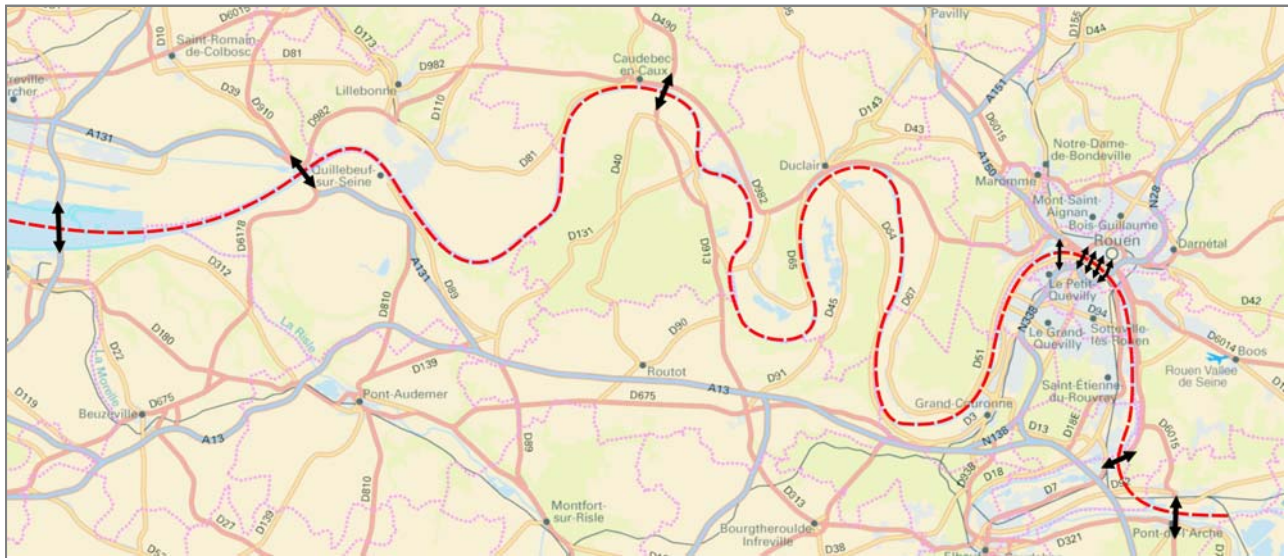 D6015
D10
Saint-Romain-
de-Colbosc
D173
D81
D982
D39
Lillebonne
D910
D982
D110
A131
D81
Quillebeuf-
sur-Seine
D490
Caudebec-
en-Caux
D40
D131
D913
D982
Duclair
D143
D43
Pavilly
D155
D44
A151
D6015
A150
Notre-Dame-
de-Bondeville
Maromme
Mont-Saint-
Aignan
Bois-Guillaume
N28
Rouen
Darnétal
Le Petit-
Quevilly
N338
D94
Le Grand-
Quevilly
Sotteville-
lès-Rouen
D42
D6014
Boos
Rouen Vallée
de Seine
Saint-Étienne-
du-Rouvray
D65
D45
D67
D51
D312
A131
D89
D810
La Risle
D180
D22
La Morelle
D139
D90
Routot
D91
A13
D119
Beuzeville
D675
Pont-Audemer
D675
Grand-Couronne
D3
D13
D18E
D6015
A13
N138
D89
D938
D18
D7
D92
D27
D139
D810
Montfort-
sur-Risle
D313
Bourgtheroulde-
Infreville
D38
D321
Pont-de-l'Arche